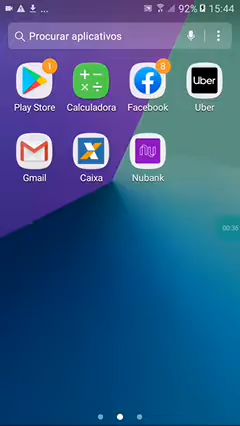 ... 92% 15:44
Procurar aplicativos
1 8
Play Store Calculadora Facebook Uber
Uber
Gmail Caixa Nubank
00:36